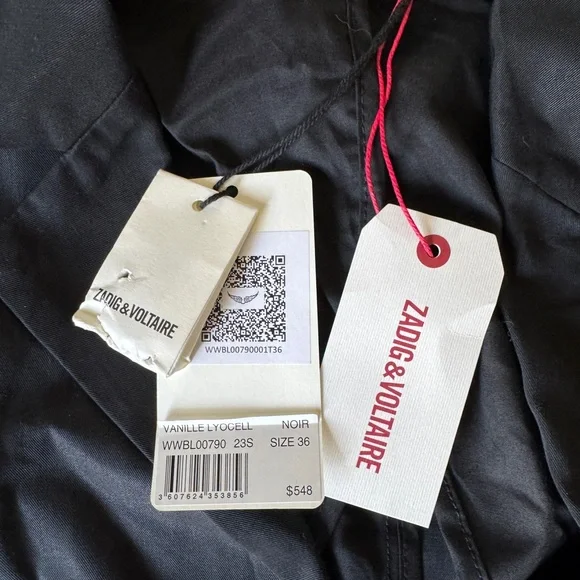 ZADIG&VOLTAIRE
WWBL00790001T36
VANILLE LYOCELL NOIR
WWBL00790 23S SIZE 36
3 607624 353856
$548
ZADIG&VOLTAIRE